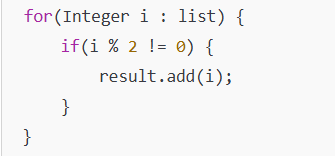 for(Integer i : list) {
    if(i % 2 != 0) {
        result.add(i);
    }
}